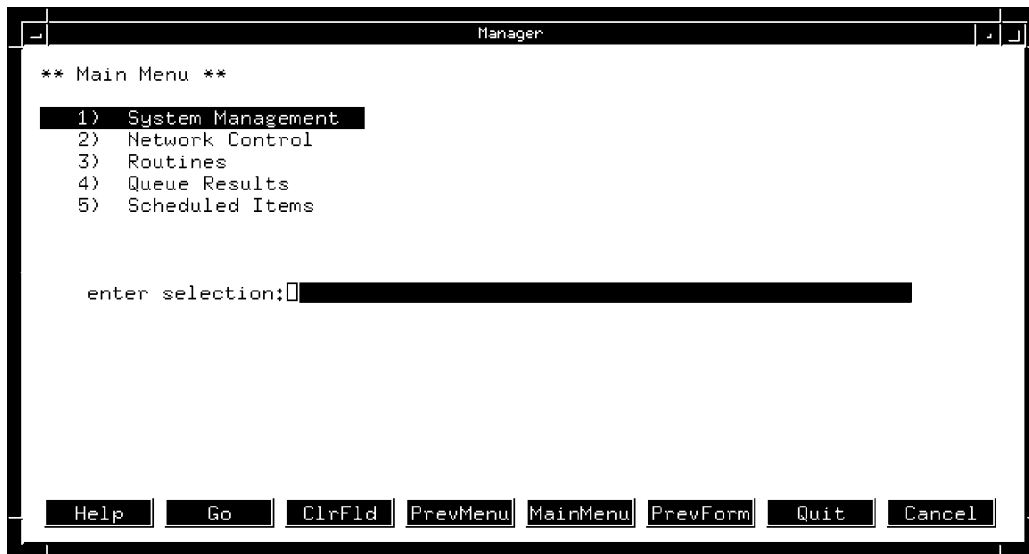 Manager
** Main Menu **
1) System Management
2) Network Control
3) Routines
4) Queue Results
5) Scheduled Items
enter selection:
Help Go ClrFld PrevMenu MainMenu PrevForm Quit Cancel